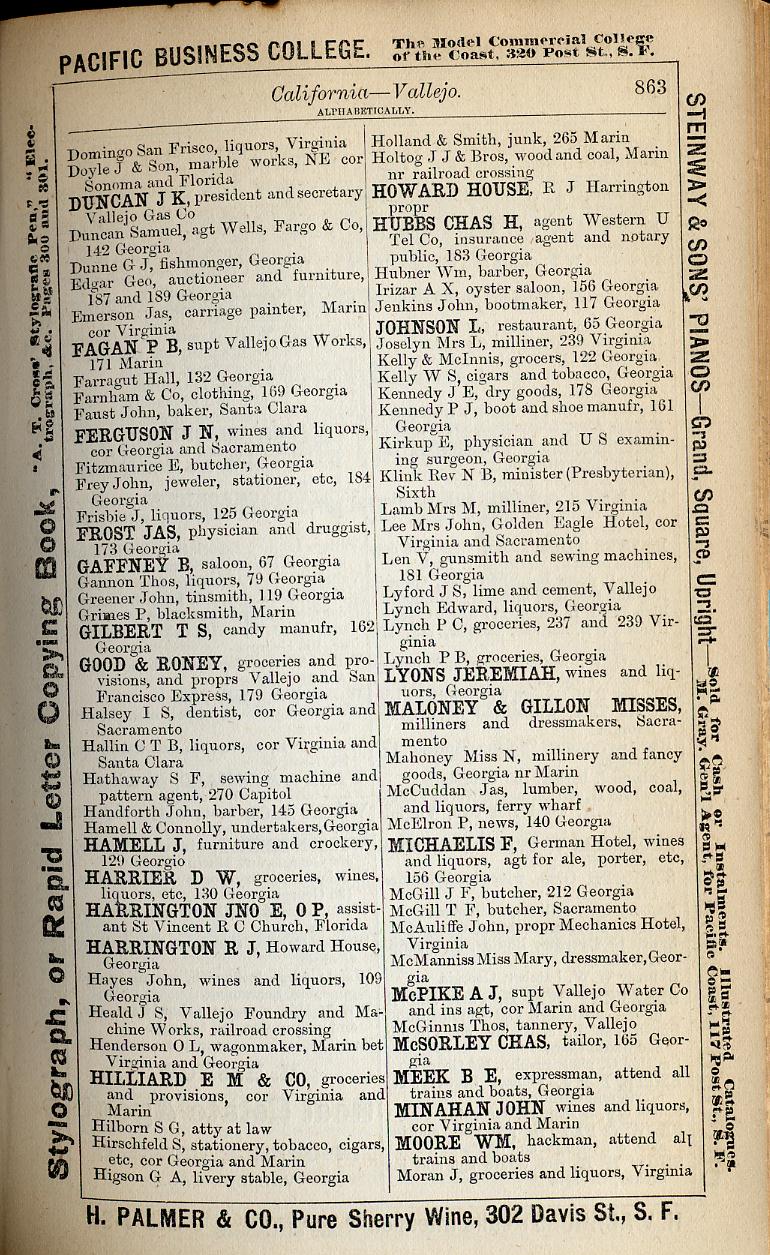 PACIFIC BUSINESS COLLEGE.
The Model Commercial College
of the Coast, 320 Post St., S. F.
California—Vallejo.
863
ALPHABETICALLY.
Domingo San Frisco, liquors, Virginia
Doyle J & Son, marble works, NE cor
Sonoma and Florida
DUNCAN J K, president and secretary
Vallejo Gas Co
Duncan Samuel, agt Wells, Fargo & Co,
142 Georgia
Dunne G J, fishmonger, Georgia
Edgar Geo, auctioneer and furniture,
187 and 189 Georgia
Emerson Jas, carriage painter, Marin
cor Virginia
FAGAN P B, supt Vallejo Gas Works,
171 Marin
Farragut Hall, 132 Georgia
Farnham & Co, clothing, 169 Georgia
Faust John, baker, Santa Clara
FERGUSON J N, wines and liquors,
cor Georgia and Sacramento
Fitzmaurice E, butcher, Georgia
Frey John, jeweler, stationer, etc, 184
Georgia
Frisbie J, liquors, 125 Georgia
FROST JAS, physician and druggist,
173 Georgia
GAFFNEY B, saloon, 67 Georgia
Gannon Thos, liquors, 79 Georgia
Greener John, tinsmith, 119 Georgia
Grimes P, blacksmith, Marin
GILBERT T S, candy manufr, 162
Georgia
GOOD & RONEY, groceries and pro-
visions, and proprs Vallejo and San
Francisco Express, 179 Georgia
Halsey I S, dentist, cor Georgia and
Sacramento
Hallin C T B, liquors, cor Virginia and
Santa Clara
Hathaway S F, sewing machine and
pattern agent, 270 Capitol
Handforth John, barber, 145 Georgia
Hamell & Connolly, undertakers, Georgia
HAMELL J, furniture and crockery,
129 Georgio
HARRIER D W, groceries, wines,
liquors, etc, 130 Georgia
HARRINGTON JNO E, O P, assist-
ant St Vincent R C Church, Florida
HARRINGTON R J, Howard House,
Georgia
Hayes John, wines and liquors, 109
Georgia
Heald J S, Vallejo Foundry and Ma-
chine Works, railroad crossing
Henderson O L, wagonmaker, Marin bet
Virginia and Georgia
HILLIARD E M & CO, groceries
and provisions, cor Virginia and
Marin
Hilborn S G, atty at law
Hirschfeld S, stationery, tobacco, cigars,
etc, cor Georgia and Marin
Higson G A, livery stable, Georgia
Holland & Smith, junk, 265 Marin
Holtog J J & Bros, wood and coal, Marin
nr railroad crossing
HOWARD HOUSE, R J Harrington
propr
HUBBS CHAS H, agent Western U
Tel Co, insurance agent and notary
public, 183 Georgia
Hubner Wm, barber, Georgia
Irizar A X, oyster saloon, 156 Georgia
Jenkins John, bootmaker, 117 Georgia
JOHNSON L, restaurant, 65 Georgia
Joselyn Mrs L, milliner, 239 Virginia
Kelly & McInnis, grocers, 122 Georgia
Kelly W S, cigars and tobacco, Georgia
Kennedy J E, dry goods, 178 Georgia
Kennedy P J, boot and shoe manufr, 161
Georgia
Kirkup E, physician and U S examin-
ing surgeon, Georgia
Klink Rev N B, minister (Presbyterian),
Sixth
Lamb Mrs M, milliner, 215 Virginia
Lee Mrs John, Golden Eagle Hotel, cor
Virginia and Sacramento
Len V, gunsmith and sewing machines,
181 Georgia
Lyford J S, lime and cement, Vallejo
Lynch Edward, liquors, Georgia
Lynch P C, groceries, 237 and 239 Vir-
ginia
Lynch P B, groceries, Georgia
LYONS JEREMIAH, wines and liq-
uors, Georgia
MALONEY & GILLON MISSES,
milliners and dressmakers, Sacra-
mento
Mahoney Miss N, millinery and fancy
goods, Georgia nr Marin
McCuddan Jas, lumber, wood, coal,
and liquors, ferry wharf
McElron P, news, 140 Georgia
MICHAELIS F, German Hotel, wines
and liquors, agt for ale, porter, etc,
156 Georgia
McGill J F, butcher, 212 Georgia
McGill T F, butcher, Sacramento
McAuliffe John, propr Mechanics Hotel,
Virginia
McManniss Miss Mary, dressmaker, Geor-
gia
McPIKE A J, supt Vallejo Water Co
and ins agt, cor Marin and Georgia
McGinnis Thos, tannery, Vallejo
McSORLEY CHAS, tailor, 165 Geor-
gia
MEEK B E, expressman, attend all
trains and boats, Georgia
MINAHAN JOHN wines and liquors,
cor Virginia and Marin
MOORE WM, hackman, attend all
trains and boats
Moran J, groceries and liquors, Virginia
Stylograph, or Rapid Letter Copying Book, "A. T. Cross' Stylografic Pen," "Elec-
trograph, &c. Pages 300 and 301.
STEINWAY & SONS' PIANOS—Grand, Square, Upright—Sold for Cash or Instalments. Illustrated Catalogues.
M. Gray, Gen'l Agent, for Pacific Coast, 117 Post St., S. F.
H. PALMER & CO., Pure Sherry Wine, 302 Davis St., S. F.